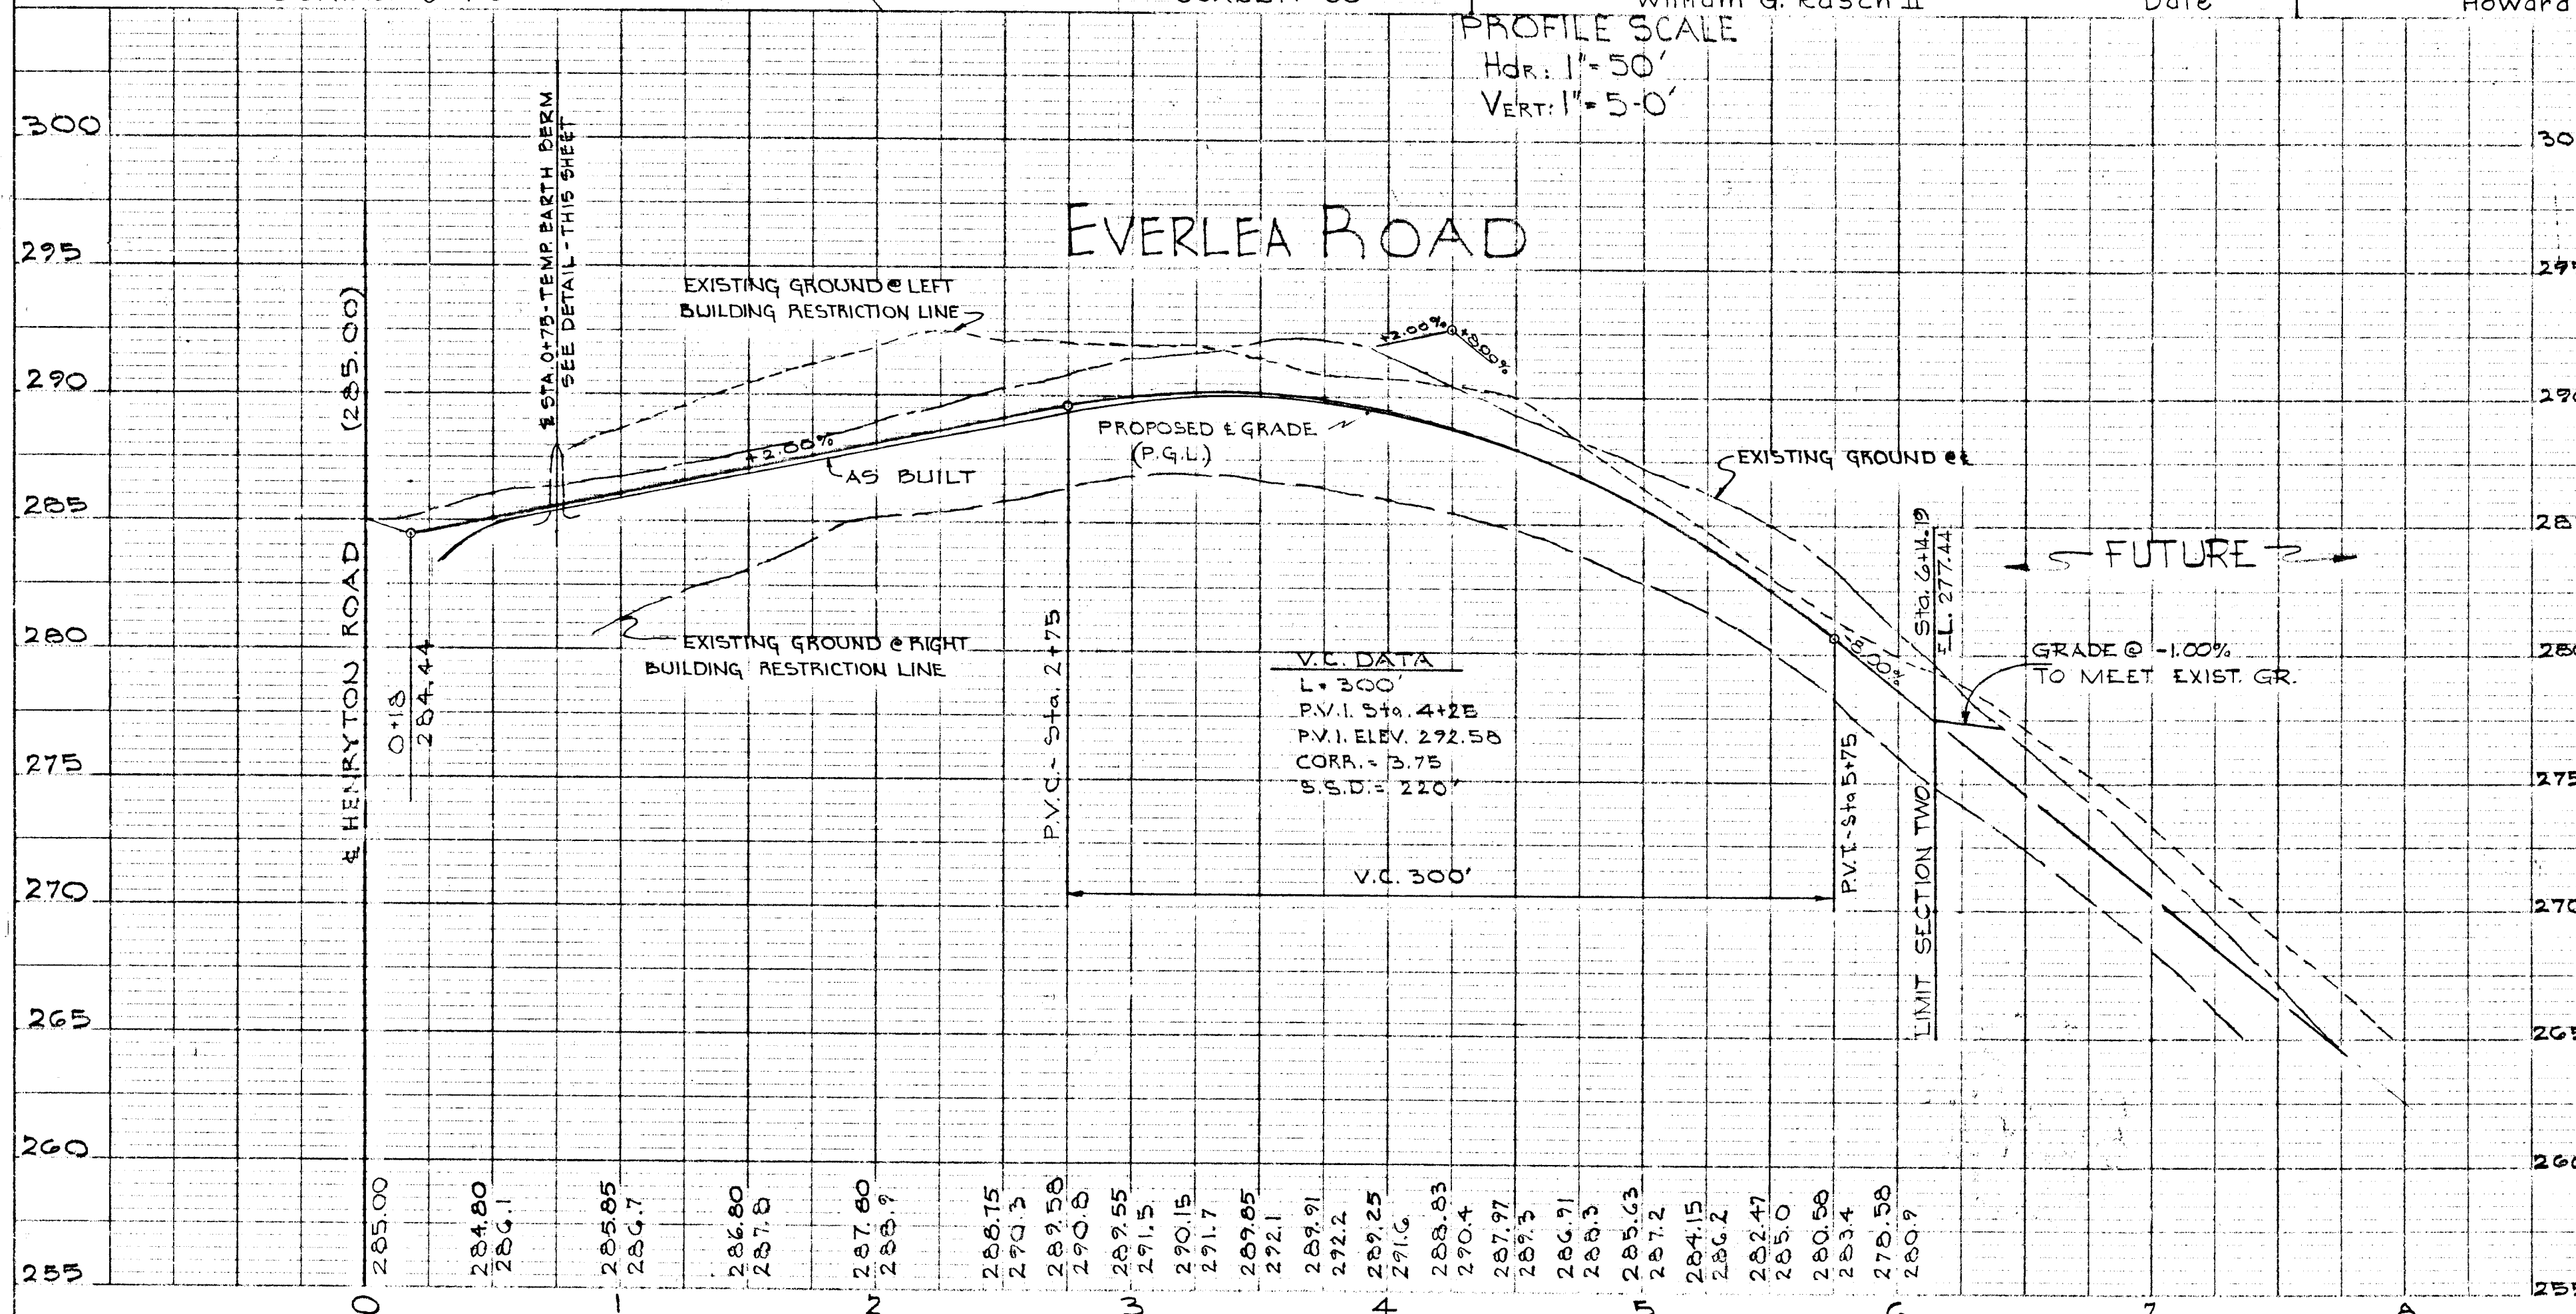 William G. Rasch II
Date
Howard
PROFILE SCALE
HOR: 1"=50'
VERT: 1"=5-0'
300
295
290
285
280
275
270
265
260
255
EVERLEA ROAD
℄ STA. 0+75-TEMP. EARTH BERM
SEE DETAIL-THIS SHEET
EXISTING GROUND @ LEFT
BUILDING RESTRICTION LINE
+2.00%
-8.00%
(285.00)
℄ HENRYTON ROAD
0+18
284.44
+2.00%
AS BUILT
PROPOSED ℄ GRADE
(P.G.L.)
EXISTING GROUND @ ℄
EXISTING GROUND @ RIGHT
BUILDING RESTRICTION LINE
P.V.C.- Sta. 2+75
V.C. DATA
L= 300'
P.V.I. Sta. 4+25
P.V.I. ELEV. 292.58
CORR.= 3.75
S.S.D.= 220'
V.C. 300'
P.V.T.- Sta 5+75
-8.00%
LIMIT SECTION TWO
Sta. 6+14.19
EL. 277.44
FUTURE
GRADE @ -1.00%
TO MEET EXIST. GR.
285.00
284.80
286.1
285.85
286.7
286.80
287.8
287.80
288.9
288.75
290.3
289.58
290.8
289.55
291.5
290.15
291.7
289.85
292.1
289.91
292.2
289.25
291.6
288.83
290.4
287.97
289.3
286.91
288.3
285.63
287.2
284.15
286.2
282.47
285.0
280.58
283.4
278.58
280.9
0 1 2 3 4 5 6 7 8